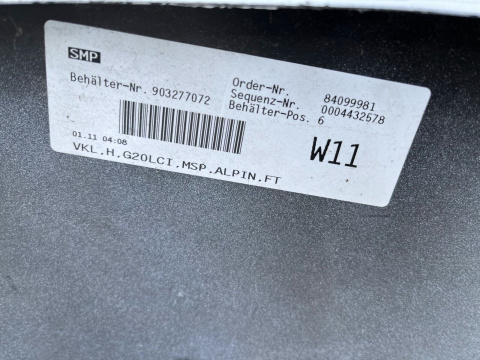 SMP
Behälter-Nr. 903277072
Order-Nr. 84099981
Sequenz-Nr. 0004432578
Behälter-Pos. 6
01.11 04:08
W11
VKL.H.G20LCI.MSP.ALPIN.FT